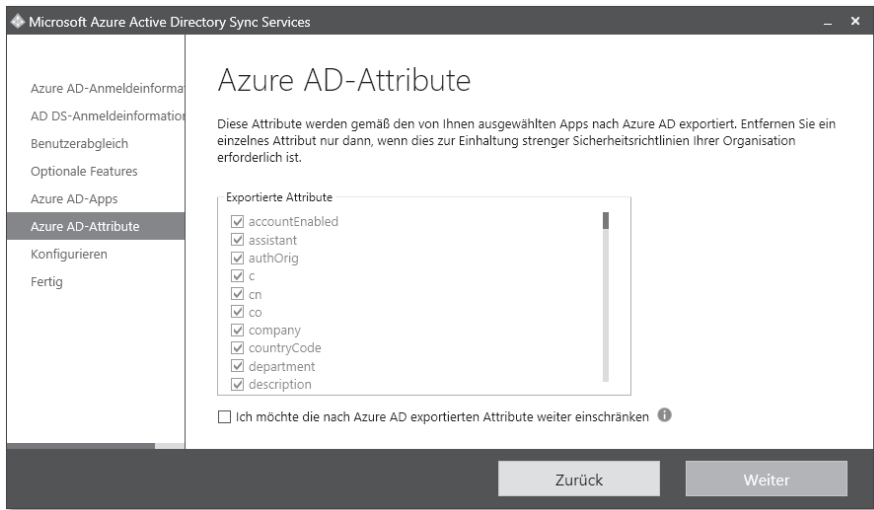 Microsoft Azure Active Directory Sync Services
Azure AD-Anmeldeinforma
AD DS-Anmeldeinformation
Benutzerabgleich
Optionale Features
Azure AD-Apps
Azure AD-Attribute
Konfigurieren
Fertig
Azure AD-Attribute
Diese Attribute werden gemäß den von Ihnen ausgewählten Apps nach Azure AD exportiert. Entfernen Sie ein
einzelnes Attribut nur dann, wenn dies zur Einhaltung strenger Sicherheitsrichtlinien Ihrer Organisation
erforderlich ist.
Exportierte Attribute
accountEnabled
assistant
authOrig
c
cn
co
company
countryCode
department
description
Ich möchte die nach Azure AD exportierten Attribute weiter einschränken
Zurück
Weiter